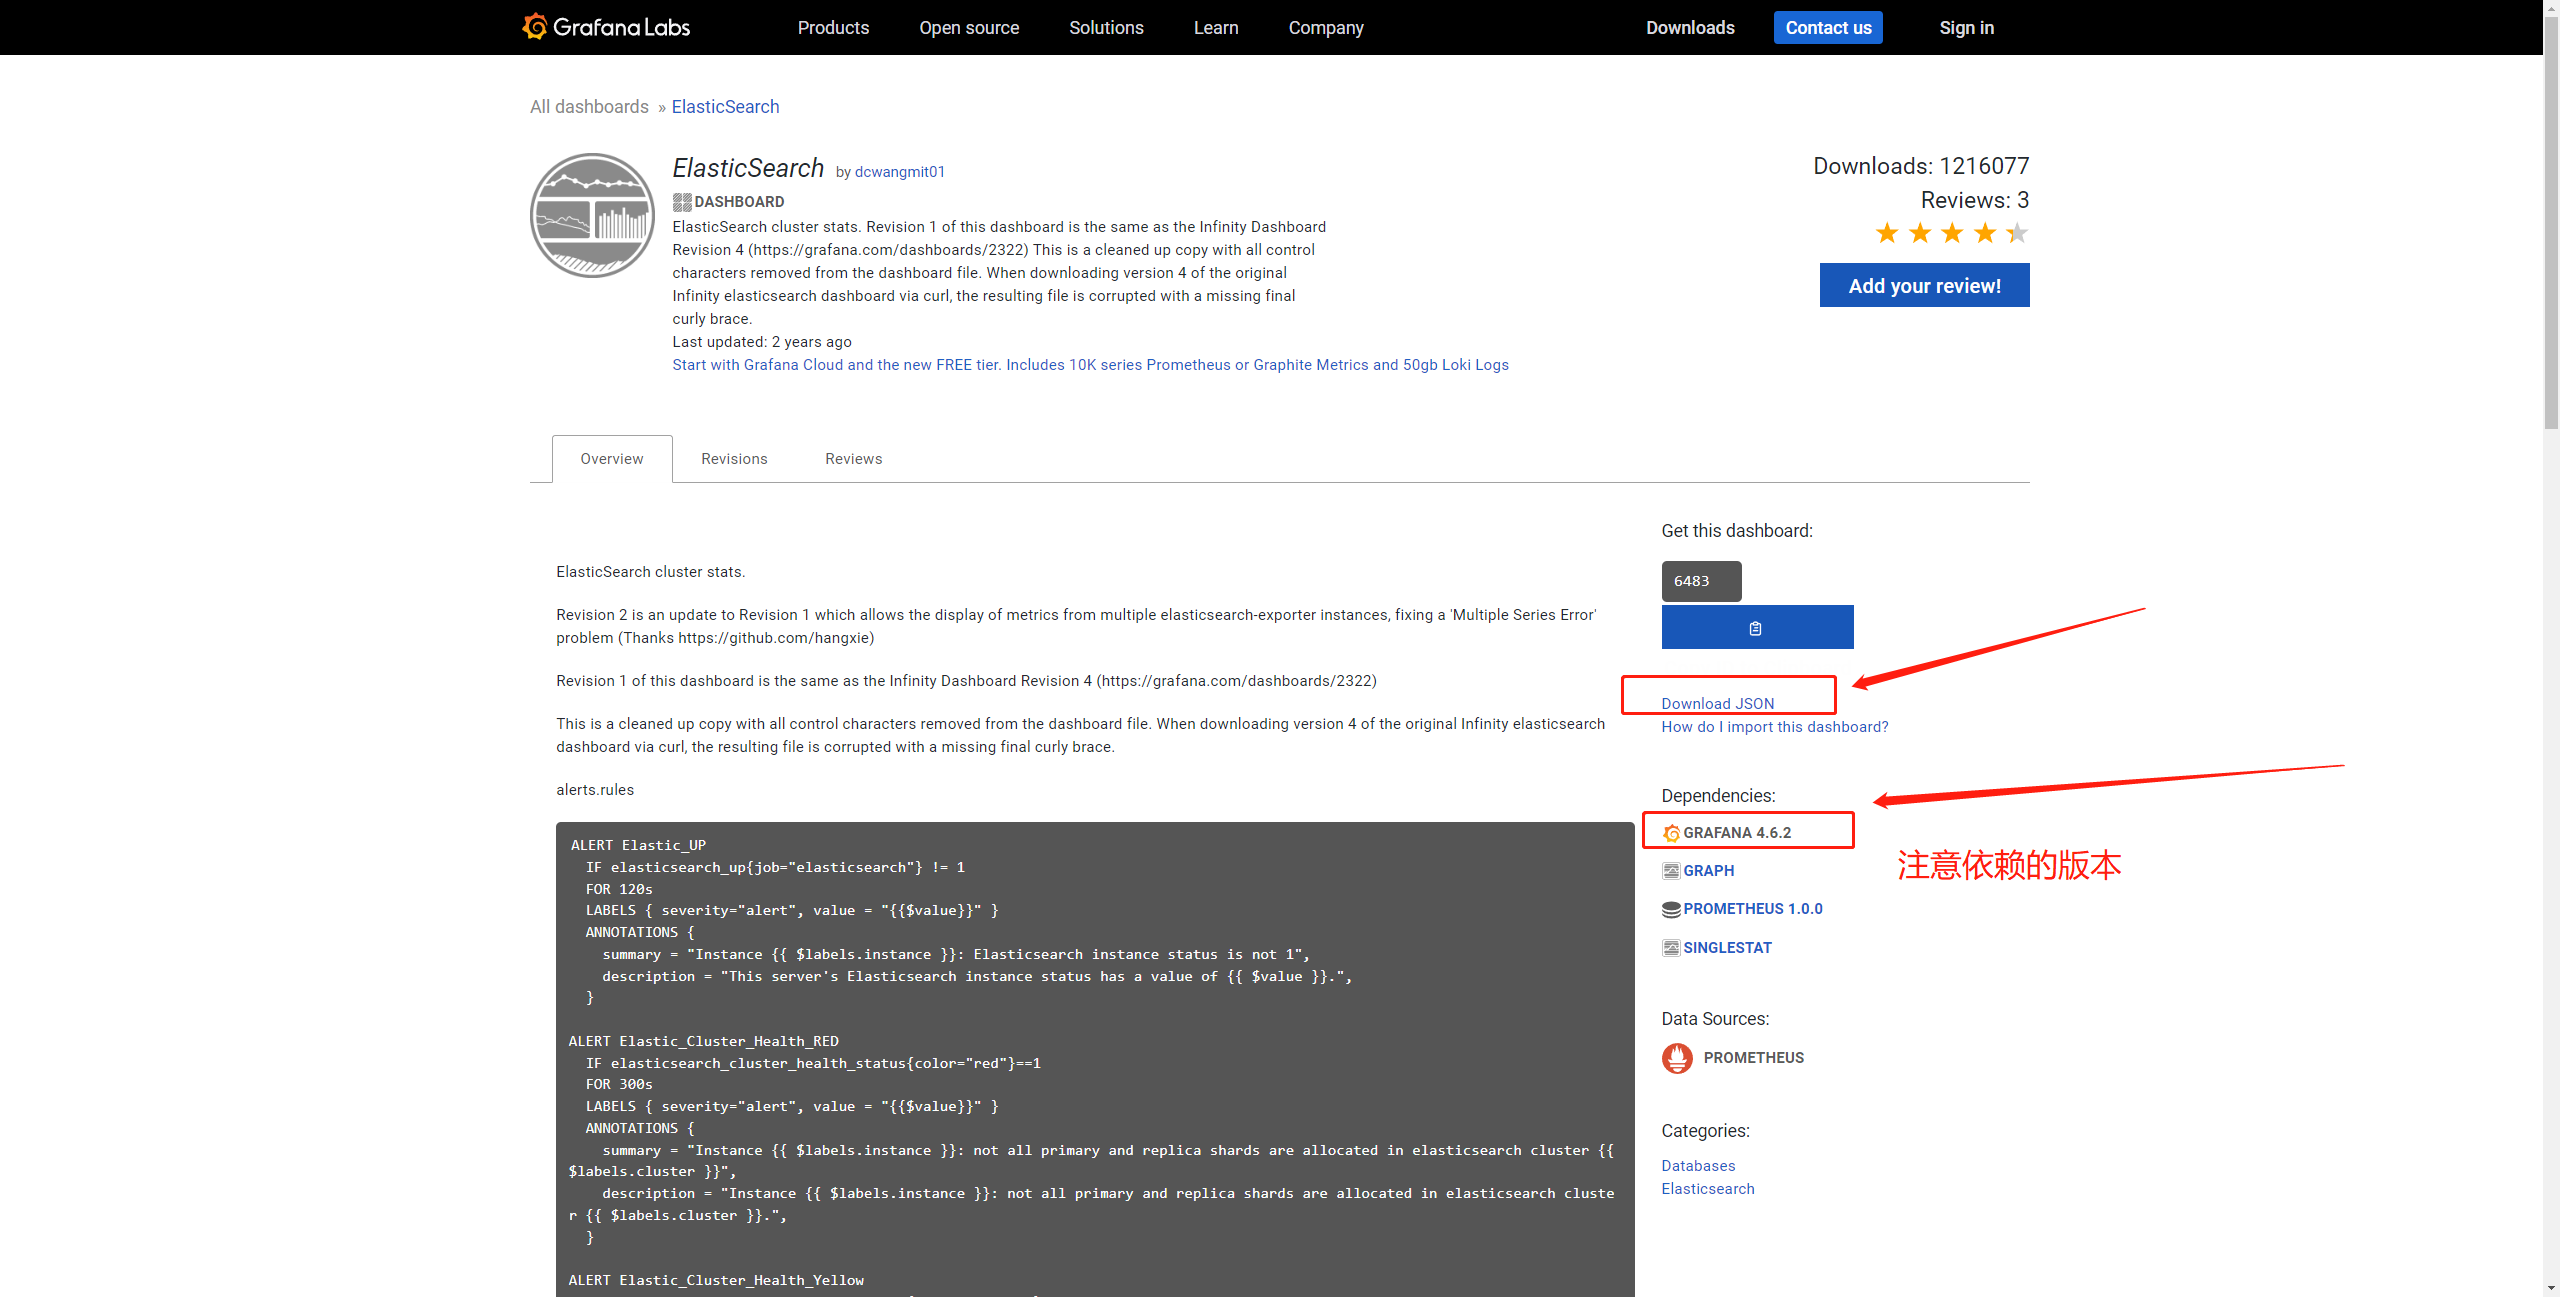 Grafana Labs
Products
Open source
Solutions
Learn
Company
Downloads
Contact us
Sign in
All dashboards » ElasticSearch
ElasticSearch by dcwangmit01
DASHBOARD
ElasticSearch cluster stats. Revision 1 of this dashboard is the same as the Infinity Dashboard
Revision 4 (https://grafana.com/dashboards/2322) This is a cleaned up copy with all control
characters removed from the dashboard file. When downloading version 4 of the original
Infinity elasticsearch dashboard via curl, the resulting file is corrupted with a missing final
curly brace.
Last updated: 2 years ago
Start with Grafana Cloud and the new FREE tier. Includes 10K series Prometheus or Graphite Metrics and 50gb Loki Logs
Downloads: 1216077
Reviews: 3
Add your review!
Overview
Revisions
Reviews
ElasticSearch cluster stats.
Revision 2 is an update to Revision 1 which allows the display of metrics from multiple elasticsearch-exporter instances, fixing a 'Multiple Series Error'
problem (Thanks https://github.com/hangxie)
Revision 1 of this dashboard is the same as the Infinity Dashboard Revision 4 (https://grafana.com/dashboards/2322)
This is a cleaned up copy with all control characters removed from the dashboard file. When downloading version 4 of the original Infinity elasticsearch
dashboard via curl, the resulting file is corrupted with a missing final curly brace.
alerts.rules
ALERT Elastic_UP
IF elasticsearch_up{job="elasticsearch"} != 1
FOR 120s
LABELS { severity="alert", value = "{{$value}}" }
ANNOTATIONS {
summary = "Instance {{ $labels.instance }}: Elasticsearch instance status is not 1",
description = "This server's Elasticsearch instance status has a value of {{ $value }}.",
}
ALERT Elastic_Cluster_Health_RED
IF elasticsearch_cluster_health_status{color="red"}==1
FOR 300s
LABELS { severity="alert", value = "{{$value}}" }
ANNOTATIONS {
summary = "Instance {{ $labels.instance }}: not all primary and replica shards are allocated in elasticsearch cluster {{
$labels.cluster }}",
description = "Instance {{ $labels.instance }}: not all primary and replica shards are allocated in elasticsearch cluste
r {{ $labels.cluster }}.",
}
ALERT Elastic_Cluster_Health_Yellow
Get this dashboard:
6483
Download JSON
How do I import this dashboard?
Dependencies:
GRAFANA 4.6.2
注意依赖的版本
GRAPH
PROMETHEUS 1.0.0
SINGLESTAT
Data Sources:
PROMETHEUS
Categories:
Databases
Elasticsearch